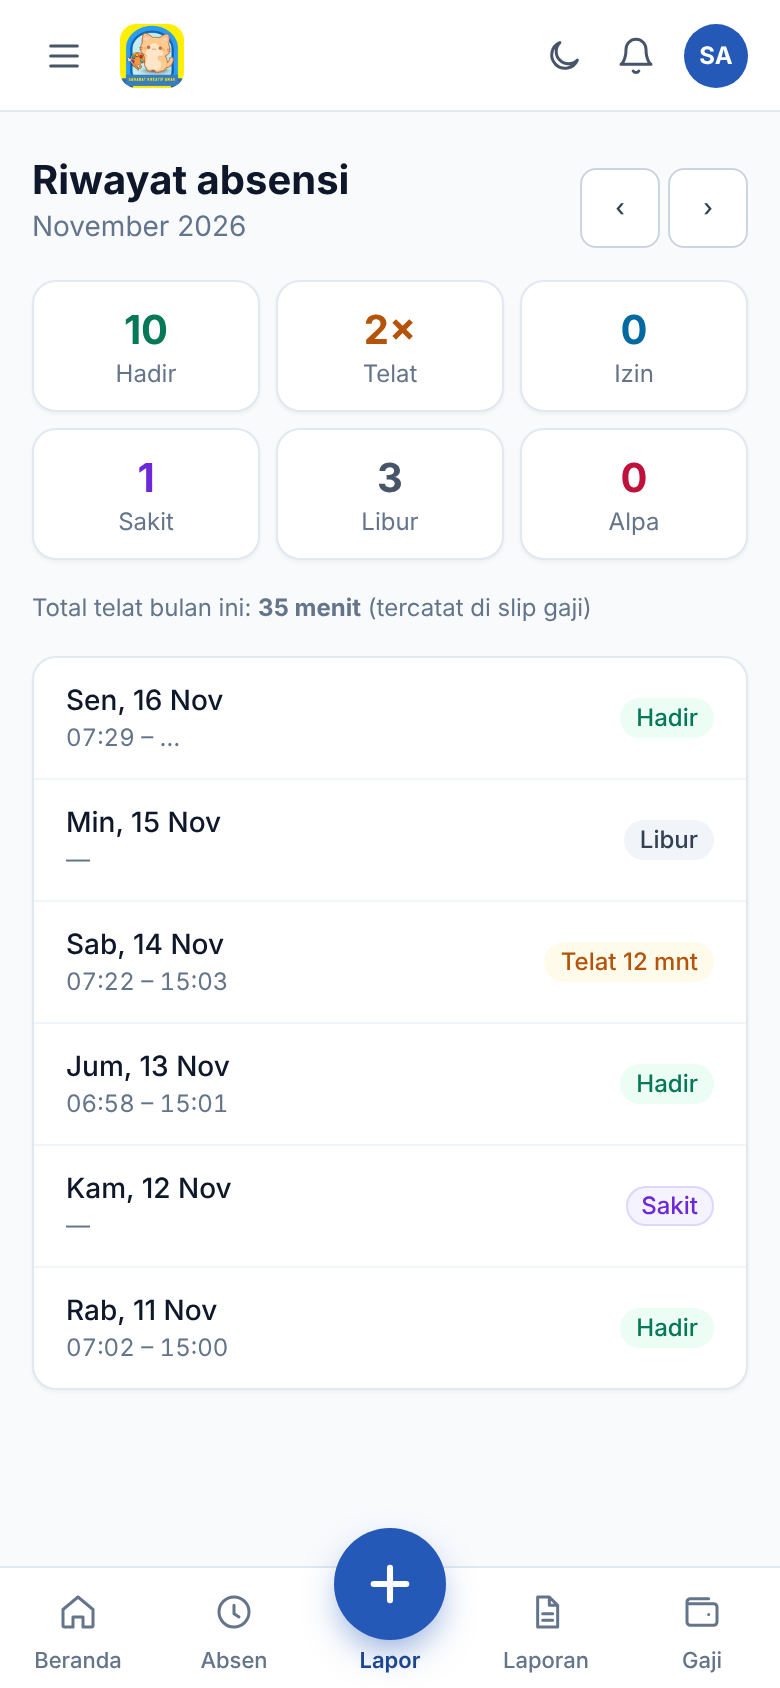 SA
Riwayat absensi
November 2026
‹ ›
10
Hadir
2×
Telat
0
Izin
1
Sakit
3
Libur
0
Alpa
Total telat bulan ini: 35 menit (tercatat di slip gaji)
Sen, 16 Nov
07:29 – ...
Hadir
Min, 15 Nov
—
Libur
Sab, 14 Nov
07:22 – 15:03
Telat 12 mnt
Jum, 13 Nov
06:58 – 15:01
Hadir
Kam, 12 Nov
—
Sakit
Rab, 11 Nov
07:02 – 15:00
Hadir
Beranda
Absen
Lapor
Laporan
Gaji